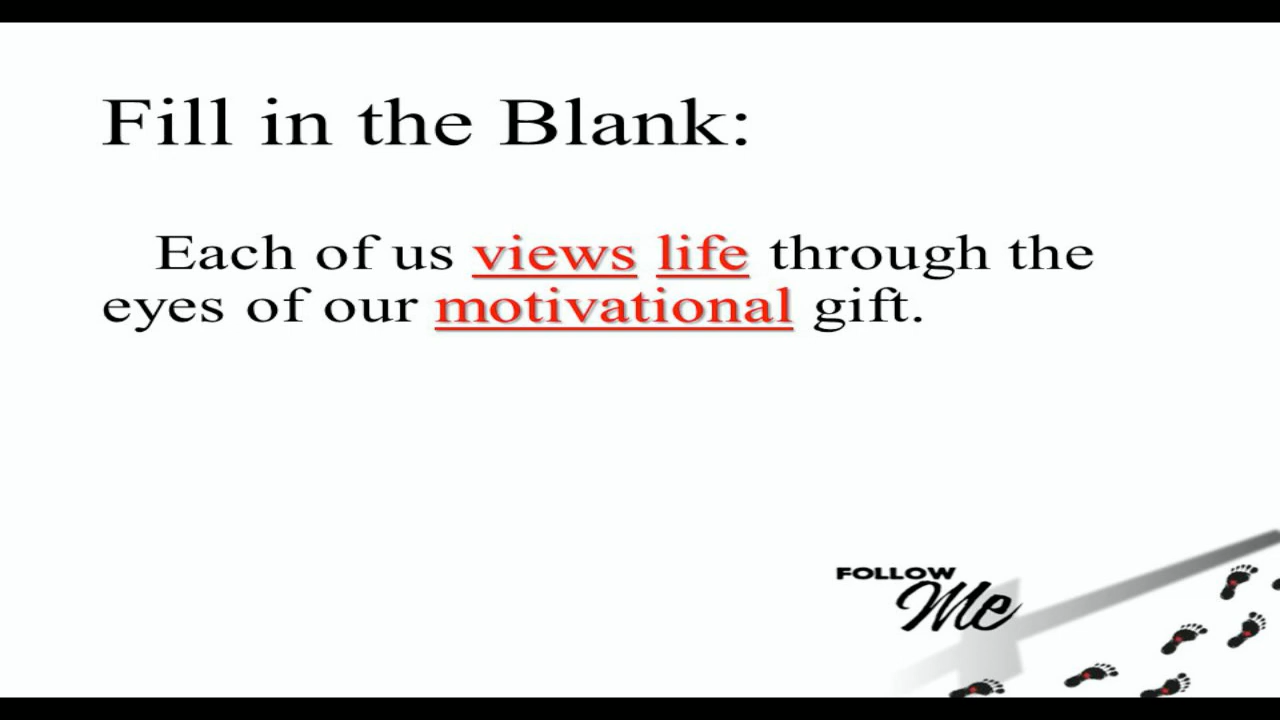 Fill in the Blank:
Each of us views life through the
eyes of our motivational gift.
FOLLOW
Me